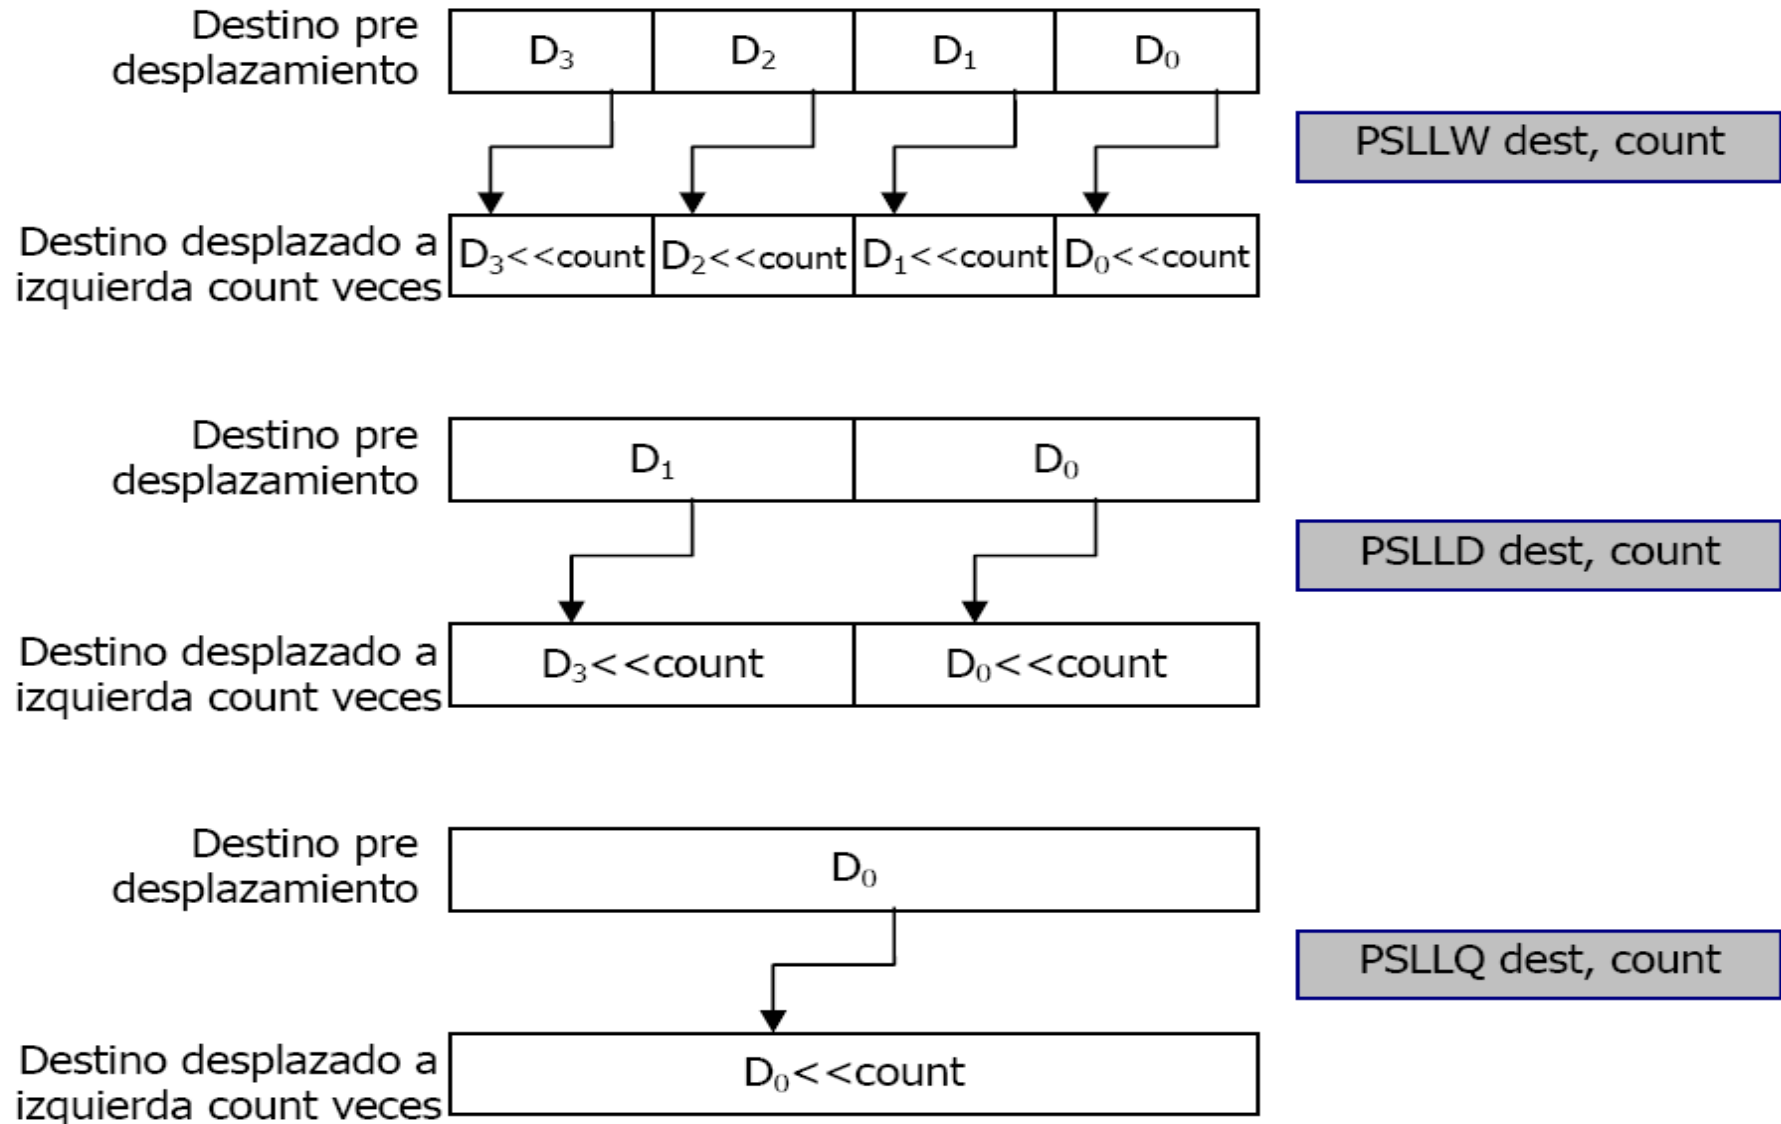 Destino pre
desplazamiento
D₃ D₂ D₁ D₀
PSLLW dest, count
Destino desplazado a
izquierda count veces
D₃<<count D₂<<count D₁<<count D₀<<count
Destino pre
desplazamiento
D₁ D₀
PSLLD dest, count
Destino desplazado a
izquierda count veces
D₃<<count D₀<<count
Destino pre
desplazamiento
D₀
PSLLQ dest, count
Destino desplazado a
izquierda count veces
D₀<<count